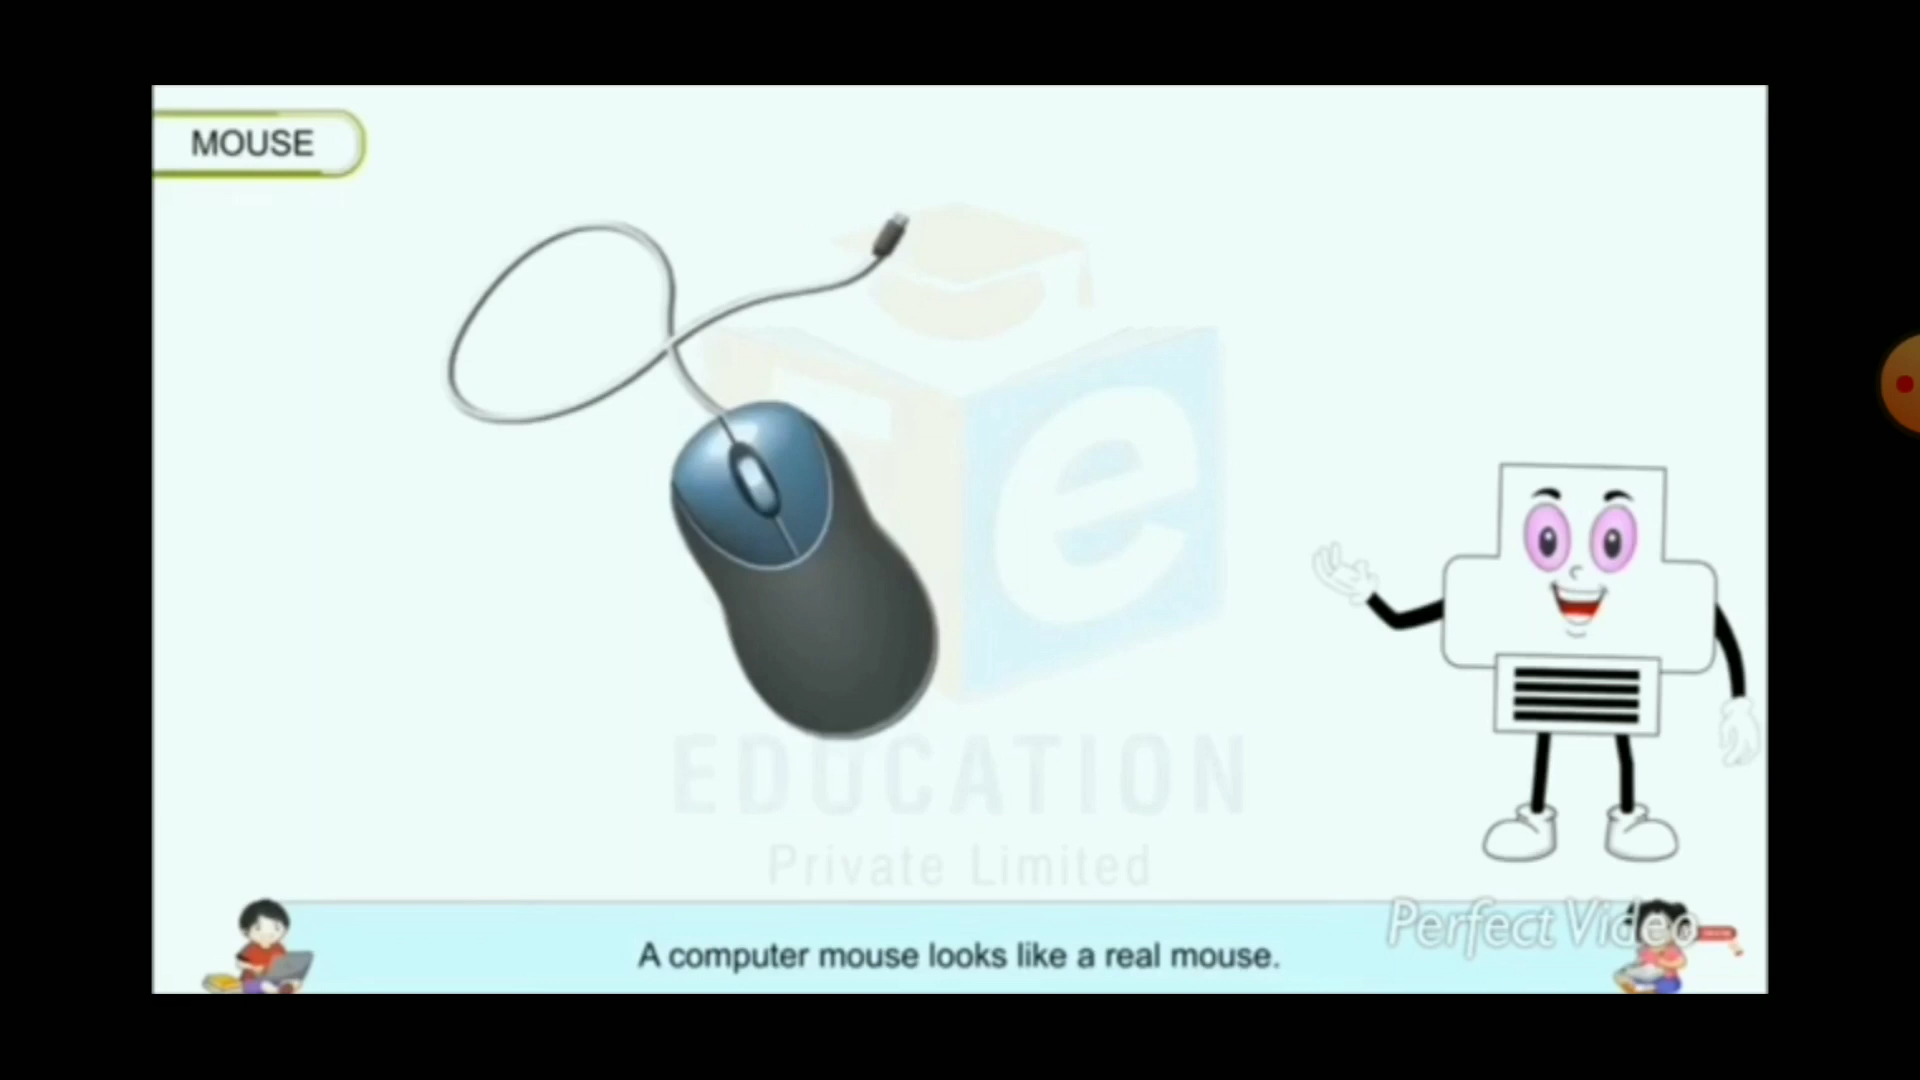 MOUSE
e
EDUCATION
Private Limited
Perfect Video
A computer mouse looks like a real mouse.